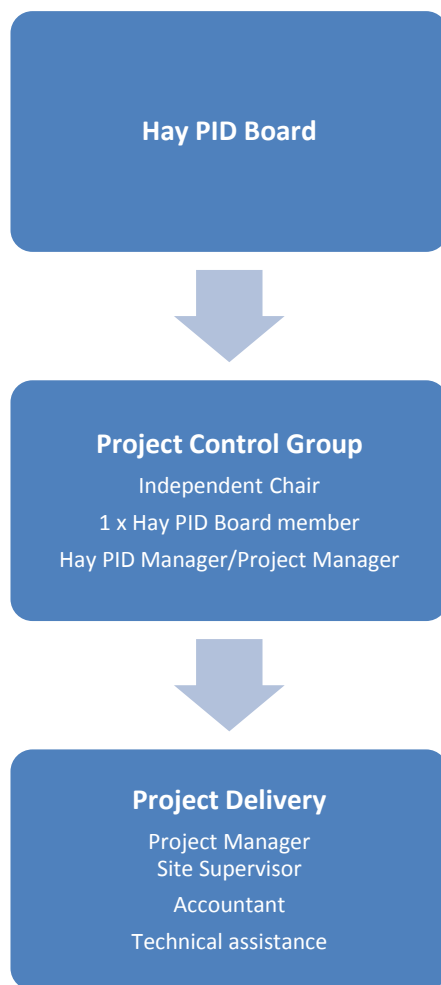 Hay PID Board
Project Control Group
Independent Chair
1 x Hay PID Board member
Hay PID Manager/Project Manager
Project Delivery
Project Manager
Site Supervisor
Accountant
Technical assistance